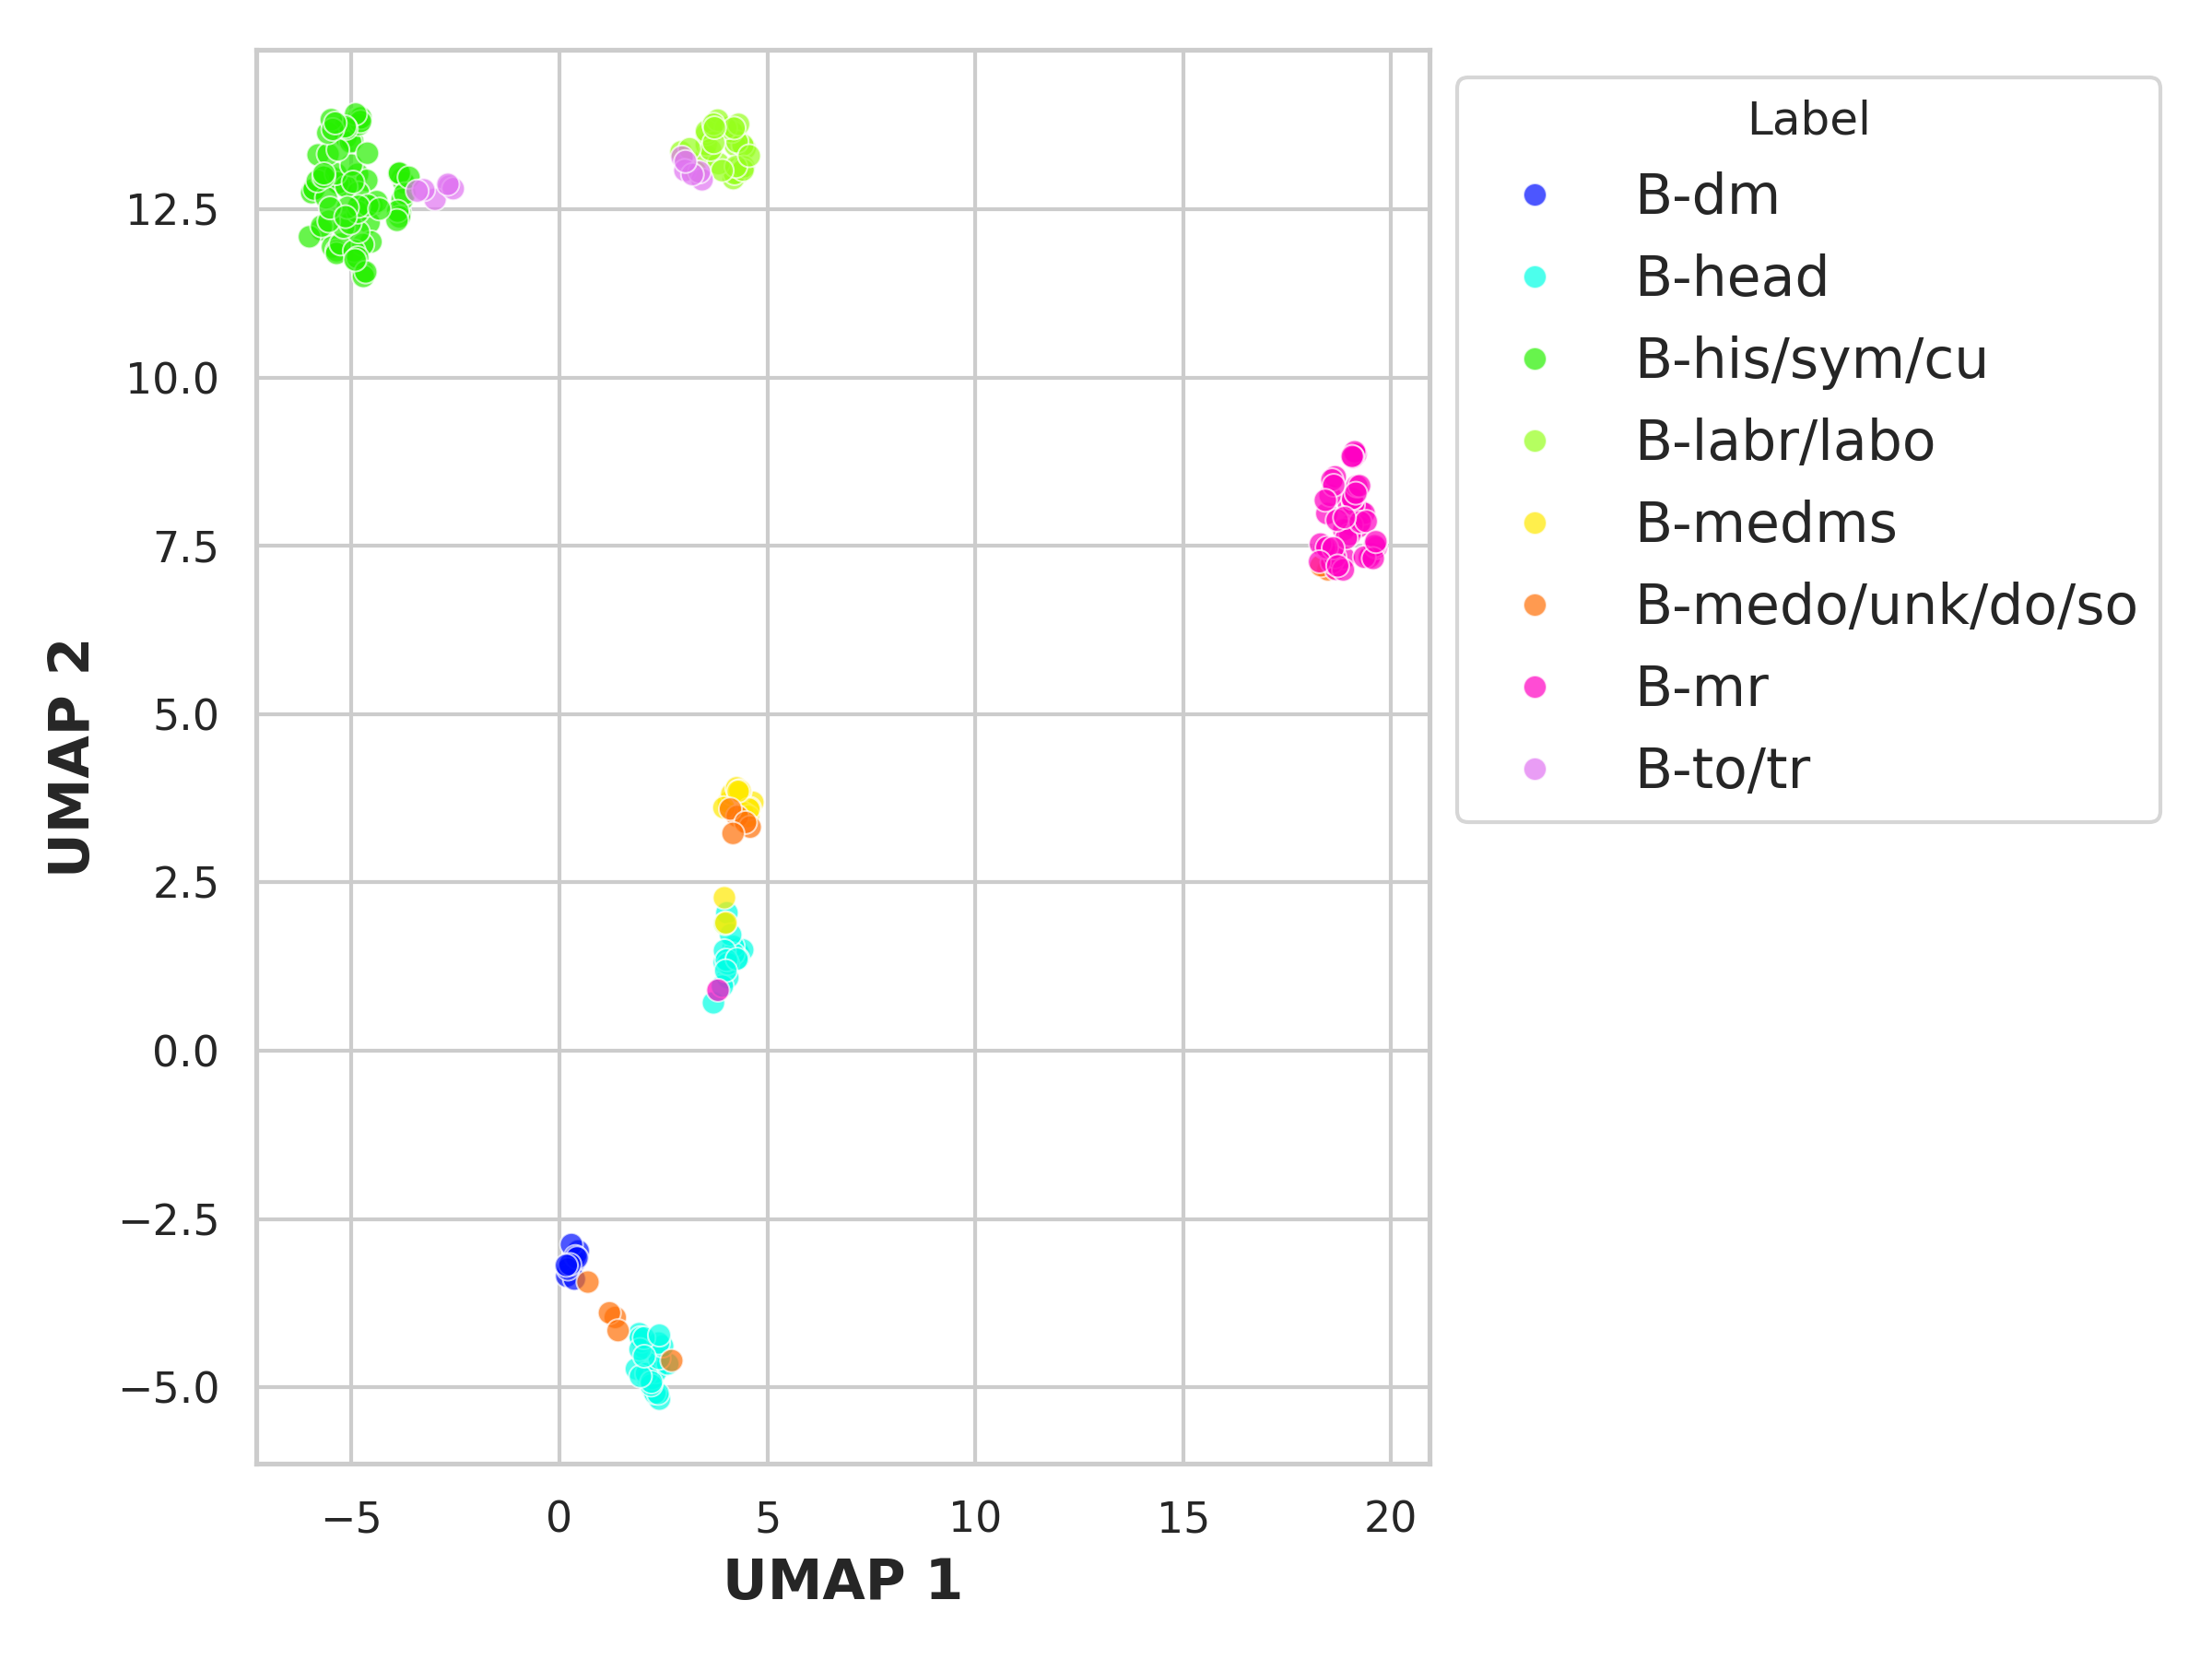 Label
B-dm
B-head
B-his/sym/cu
B-labr/labo
B-medms
B-medo/unk/do/so
B-mr
B-to/tr
UMAP 2
12.5
10.0
7.5
5.0
2.5
0.0
−2.5
−5.0
−5 0 5 10 15 20
UMAP 1